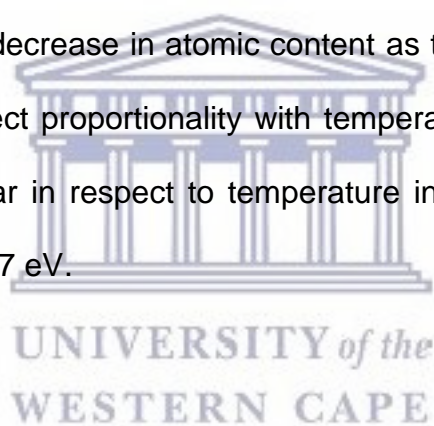 decrease in atomic content as t
ct proportionality with tempera
ar in respect to temperature in
7 eV.
UNIVERSITY of the
WESTERN CAPE